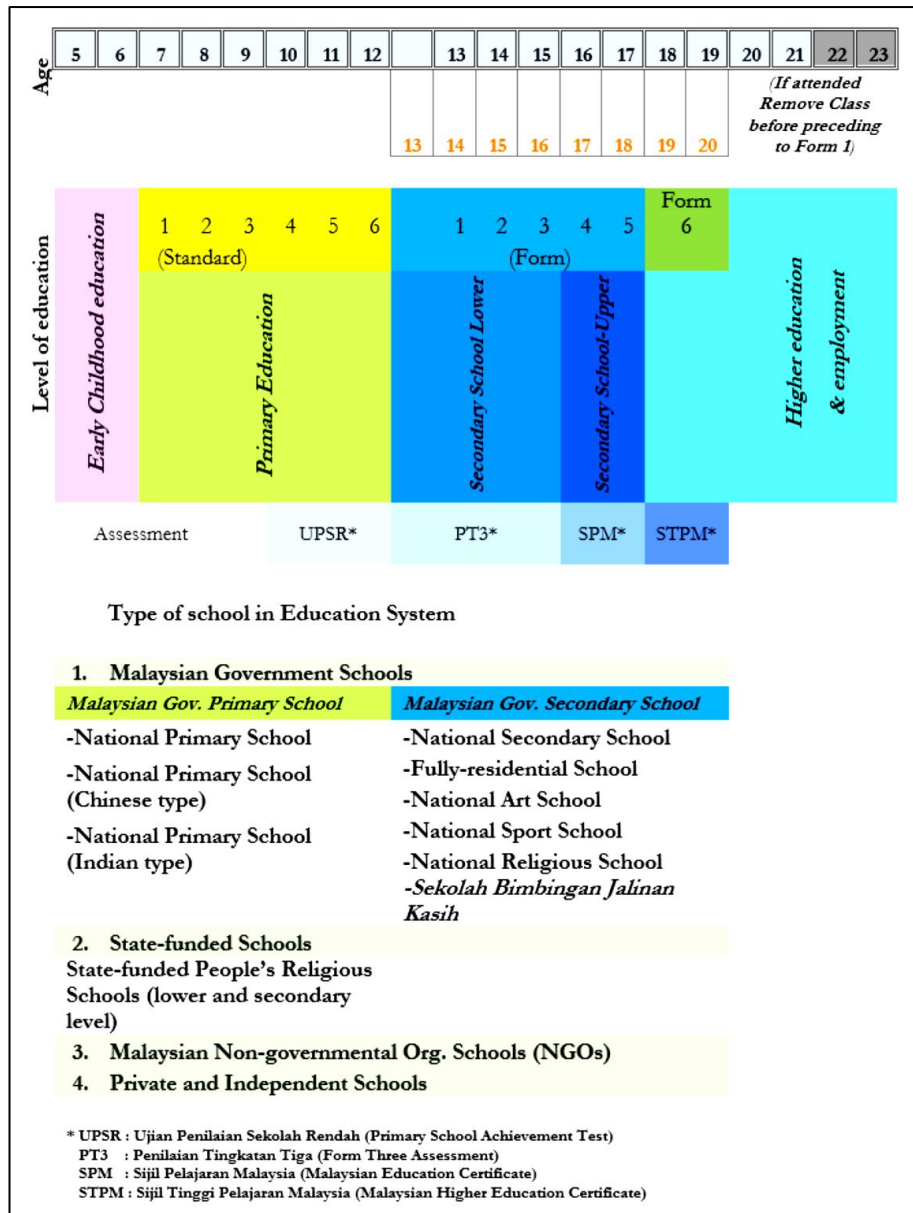 Age
5 6 7 8 9 10 11 12 13 14 15 16 17 18 19 20 21 22 23
(If attended
Remove Class
before preceding
to Form 1)
13 14 15 16 17 18 19 20
Level of education
Early Childhood education
1 2 3 4 5 6
(Standard)
Primary Education
1 2 3 4 5
(Form)
Secondary School Lower
Secondary School-Upper
Form
6
Higher education
& employment
Assessment UPSR* PT3* SPM* STPM*
Type of school in Education System
1. Malaysian Government Schools
Malaysian Gov. Primary School
-National Primary School
-National Primary School
(Chinese type)
-National Primary School
(Indian type)
Malaysian Gov. Secondary School
-National Secondary School
-Fully-residential School
-National Art School
-National Sport School
-National Religious School
-Sekolah Bimbingan Jalinan
Kasih
2. State-funded Schools
State-funded People's Religious
Schools (lower and secondary
level)
3. Malaysian Non-governmental Org. Schools (NGOs)
4. Private and Independent Schools
* UPSR : Ujian Penilaian Sekolah Rendah (Primary School Achievement Test)
PT3 : Penilaian Tingkatan Tiga (Form Three Assessment)
SPM : Sijil Pelajaran Malaysia (Malaysian Education Certificate)
STPM : Sijil Tinggi Pelajaran Malaysia (Malaysian Higher Education Certificate)